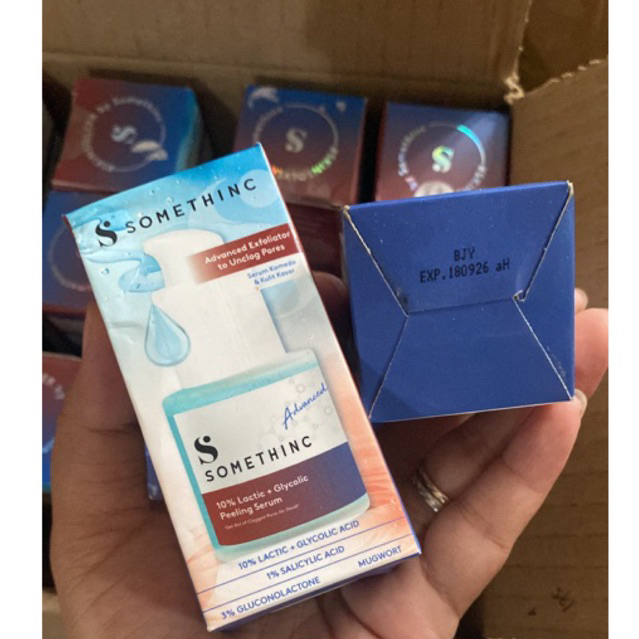 SOMETHINC
Advanced Exfoliator
to Unclog Pores
Serum Komedo
& Kulit Kasar
Advanced
SOMETHINC
10% Lactic + Glycolic
Peeling Serum
10% LACTIC + GLYCOLIC ACID
1% SALICYLIC ACID
3% GLUCONOLACTONE
MUGWORT
BJY
EXP.180926 aH